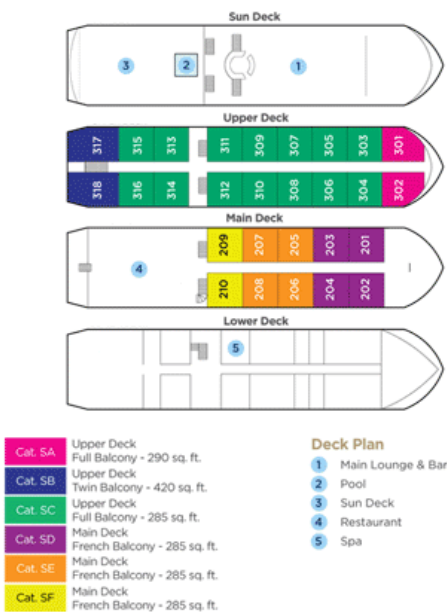 Sun Deck
3
2
1
Upper Deck
317 315 313 311 309 307 305 303 301
318 316 314 312 310 308 306 304 302
Main Deck
209 207 205 203 201
4
210 208 206 204 202
Lower Deck
5
Cat. SA Upper Deck
Full Balcony - 290 sq. ft.
Cat. SB Upper Deck
Twin Balcony - 420 sq. ft.
Cat. SC Upper Deck
Full Balcony - 285 sq. ft.
Cat. SD Main Deck
French Balcony - 285 sq. ft.
Cat. SE Main Deck
French Balcony - 285 sq. ft.
Cat. SF Main Deck
French Balcony - 285 sq. ft.
Deck Plan
1 Main Lounge & Bar
2 Pool
3 Sun Deck
4 Restaurant
5 Spa